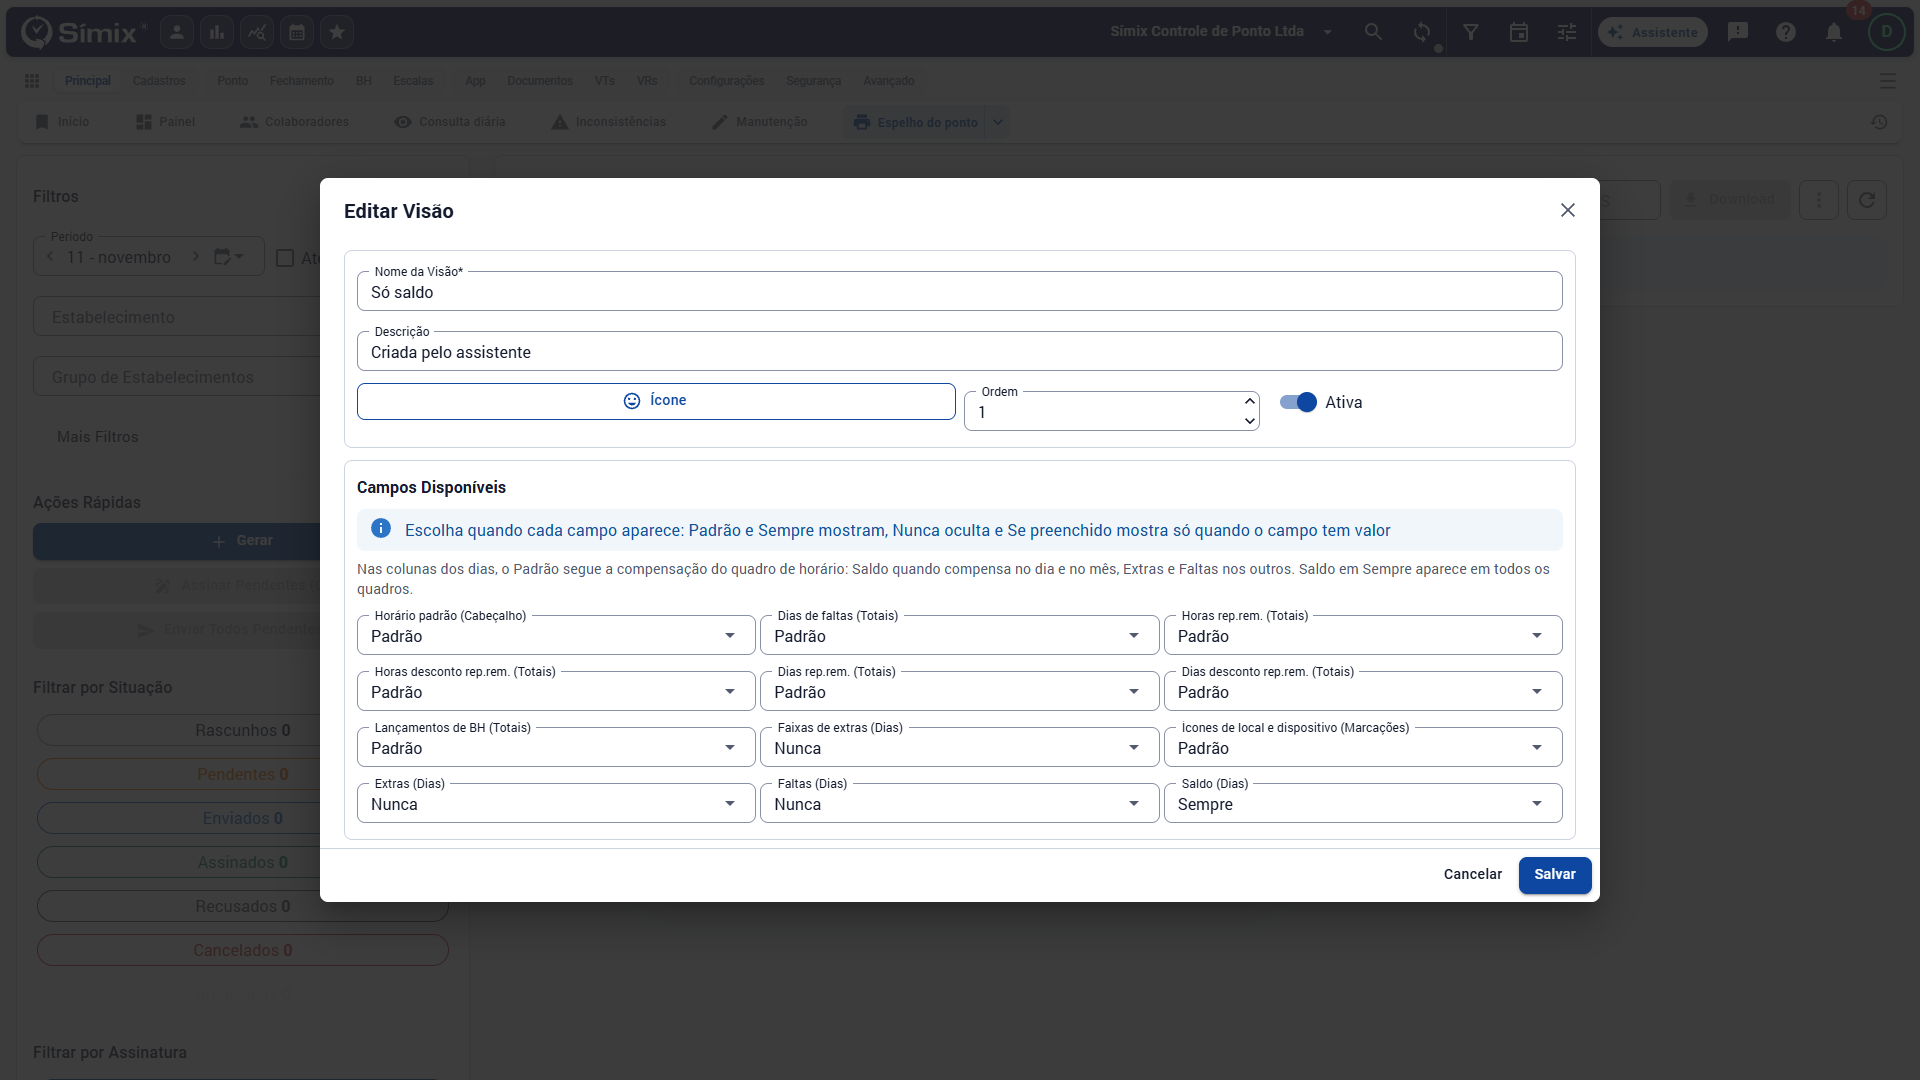 Símix
Símix Controle de Ponto Ltda
Assistente
14
D
Principal
Cadastros
Ponto
Fechamento
BH
Escalas
App
Documentos
VTs
VRs
Configurações
Segurança
Avançado
Início
Painel
Colaboradores
Consulta diária
Inconsistências
Manutenção
Espelho do ponto
Filtros
Período
11 - novembro
Estabelecimento
Grupo de Estabelecimentos
Mais Filtros
Ações Rápidas
Gerar
Assinar Pendentes
Enviar Todos Pendentes
Filtrar por Situação
Rascunhos 0
Pendentes 0
Enviados 0
Assinados 0
Recusados 0
Cancelados 0
Filtrar por Assinatura
Download
Editar Visão
Nome da Visão*
Só saldo
Descrição
Criada pelo assistente
Ícone
Ordem
1
Ativa
Campos Disponíveis
Escolha quando cada campo aparece: Padrão e Sempre mostram, Nunca oculta e Se preenchido mostra só quando o campo tem valor
Nas colunas dos dias, o Padrão segue a compensação do quadro de horário: Saldo quando compensa no dia e no mês, Extras e Faltas nos outros. Saldo em Sempre aparece em todos os
quadros.
Horário padrão (Cabeçalho)
Padrão
Dias de faltas (Totais)
Padrão
Horas rep.rem. (Totais)
Padrão
Horas desconto rep.rem. (Totais)
Padrão
Dias rep.rem. (Totais)
Padrão
Dias desconto rep.rem. (Totais)
Padrão
Lançamentos de BH (Totais)
Padrão
Faixas de extras (Dias)
Nunca
Ícones de local e dispositivo (Marcações)
Padrão
Extras (Dias)
Nunca
Faltas (Dias)
Nunca
Saldo (Dias)
Sempre
Cancelar
Salvar